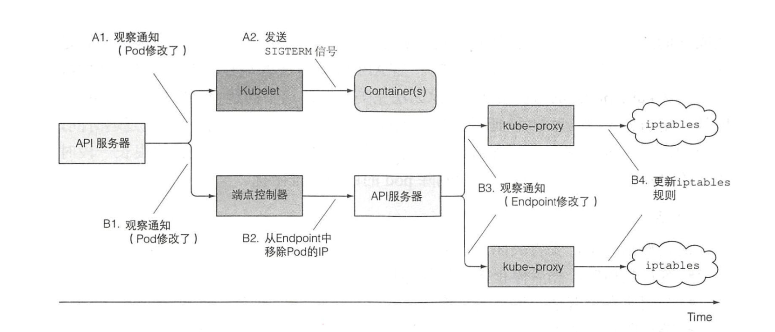 A1. 观察通知
（Pod修改了）
A2. 发送
SIGTERM 信号
Kubelet
Container(s)
API 服务器
kube-proxy
iptables
端点控制器
API服务器
B1. 观察通知
（Pod修改了）
B2. 从Endpoint中
移除Pod的IP
B3. 观察通知
（Endpoint修改了）
B4. 更新iptables
规则
kube-proxy
iptables
Time